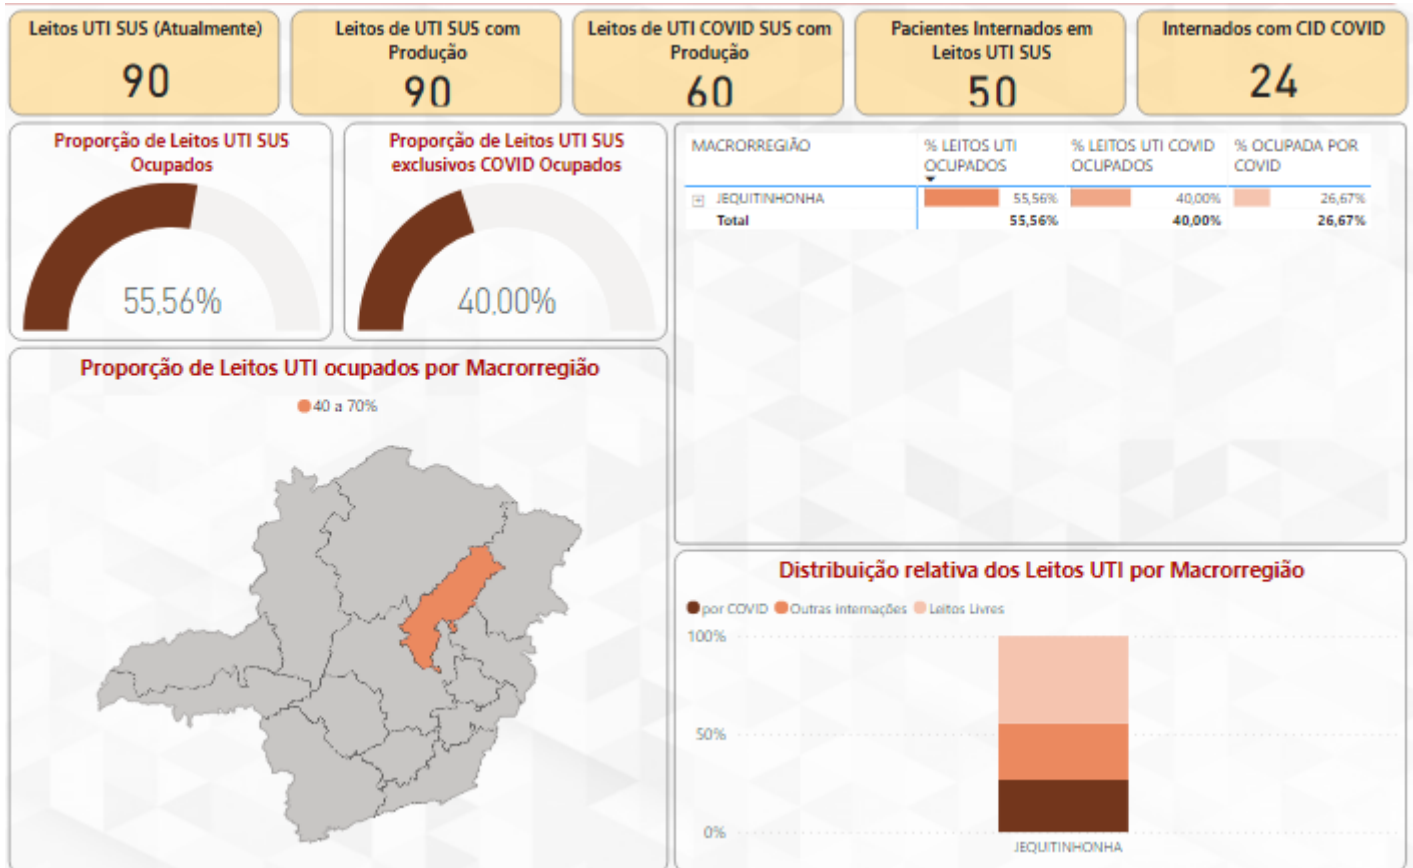 Leitos UTI SUS (Atualmente)
90
Leitos de UTI SUS com
Produção
90
Leitos de UTI COVID SUS com
Produção
60
Pacientes Internados em
Leitos UTI SUS
50
Internados com CID COVID
24
Proporção de Leitos UTI SUS
Ocupados
55,56%
Proporção de Leitos UTI SUS
exclusivos COVID Ocupados
40,00%
MACRORREGIÃO % LEITOS UTI OCUPADOS % LEITOS UTI COVID OCUPADOS % OCUPADA POR COVID
JEQUITINHONHA 55,56% 40,00% 26,67%
Total 55,56% 40,00% 26,67%
Proporção de Leitos UTI ocupados por Macrorregião
40 a 70%
Distribuição relativa dos Leitos UTI por Macrorregião
por COVID Outras internações Leitos Livres
100%
50%
0%
JEQUITINHONHA